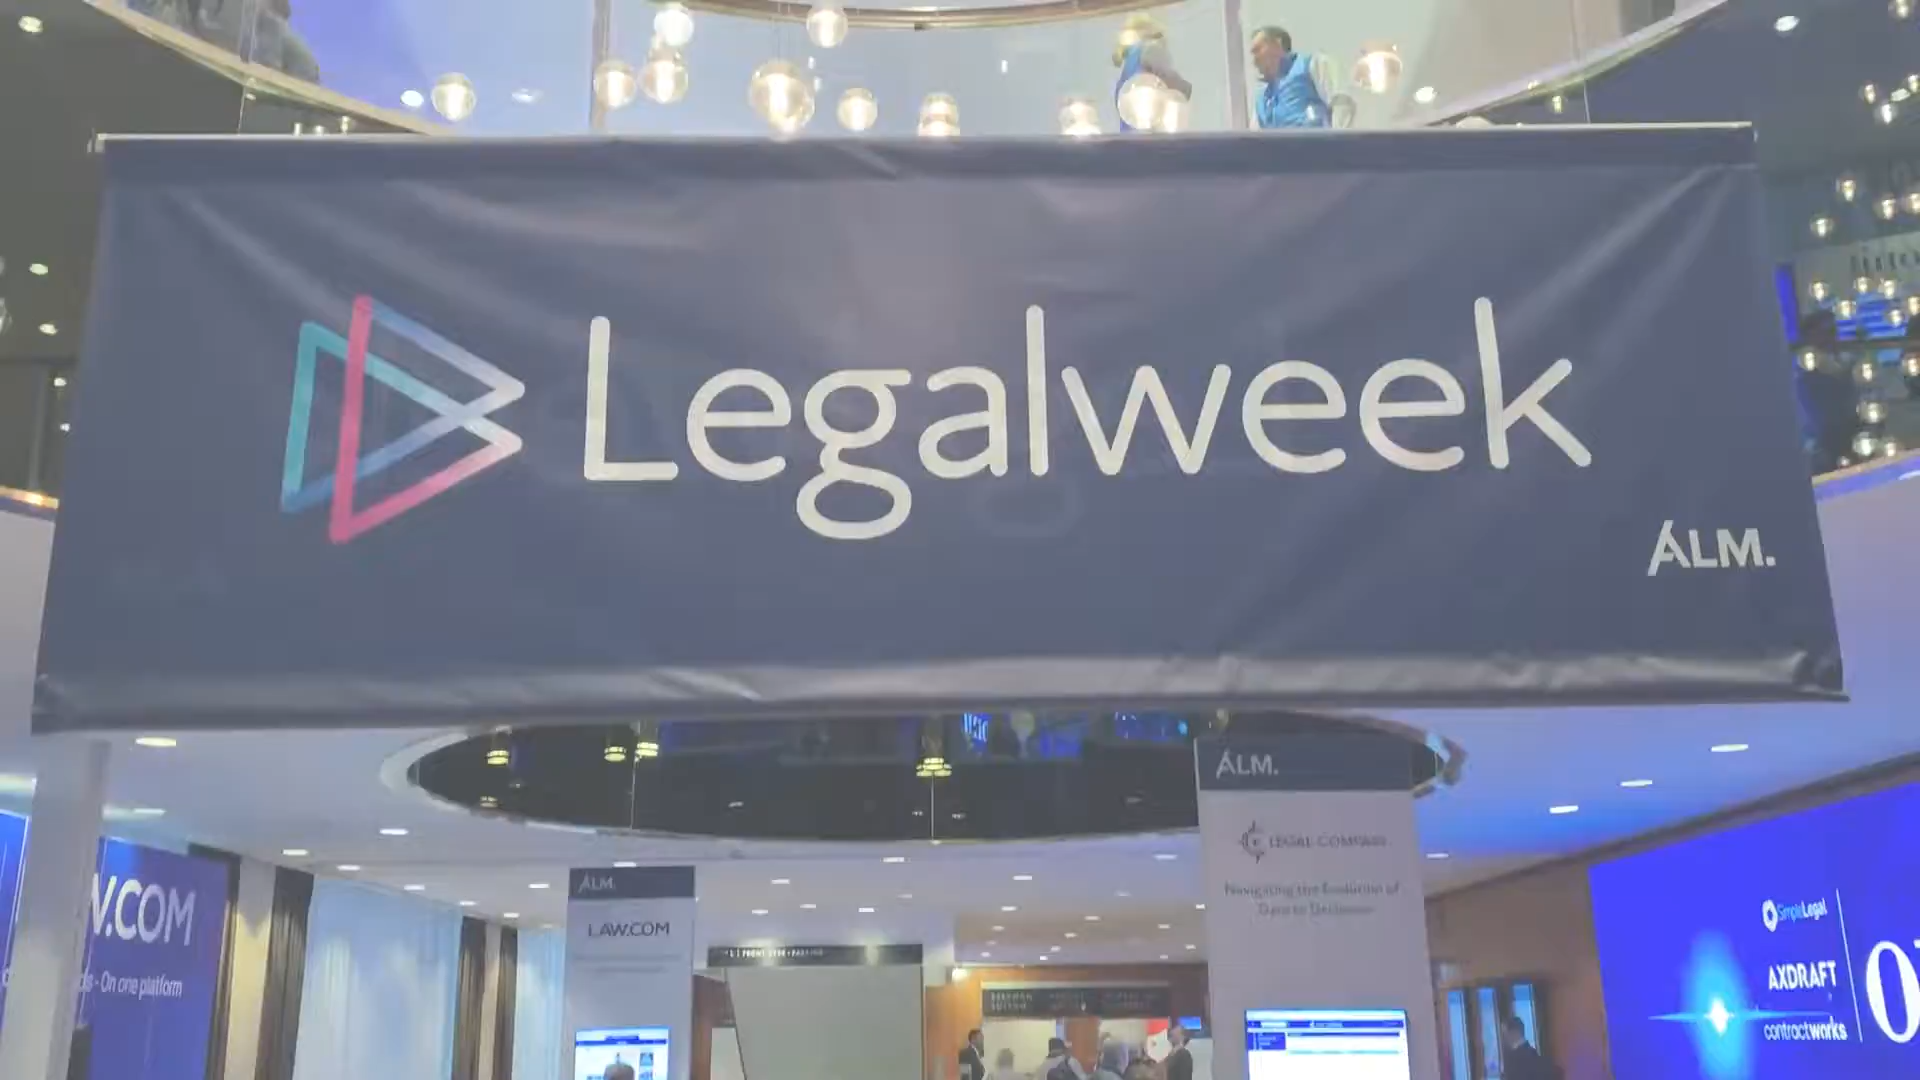 Legalweek
ALM.
ALM.
LEGAL COMPASS
Navigating the Evolution of
Data to Decisions
ALM.
LAW.COM
W.COM
- On one platform
SimpleLegal
AXDRAFT
contractworks